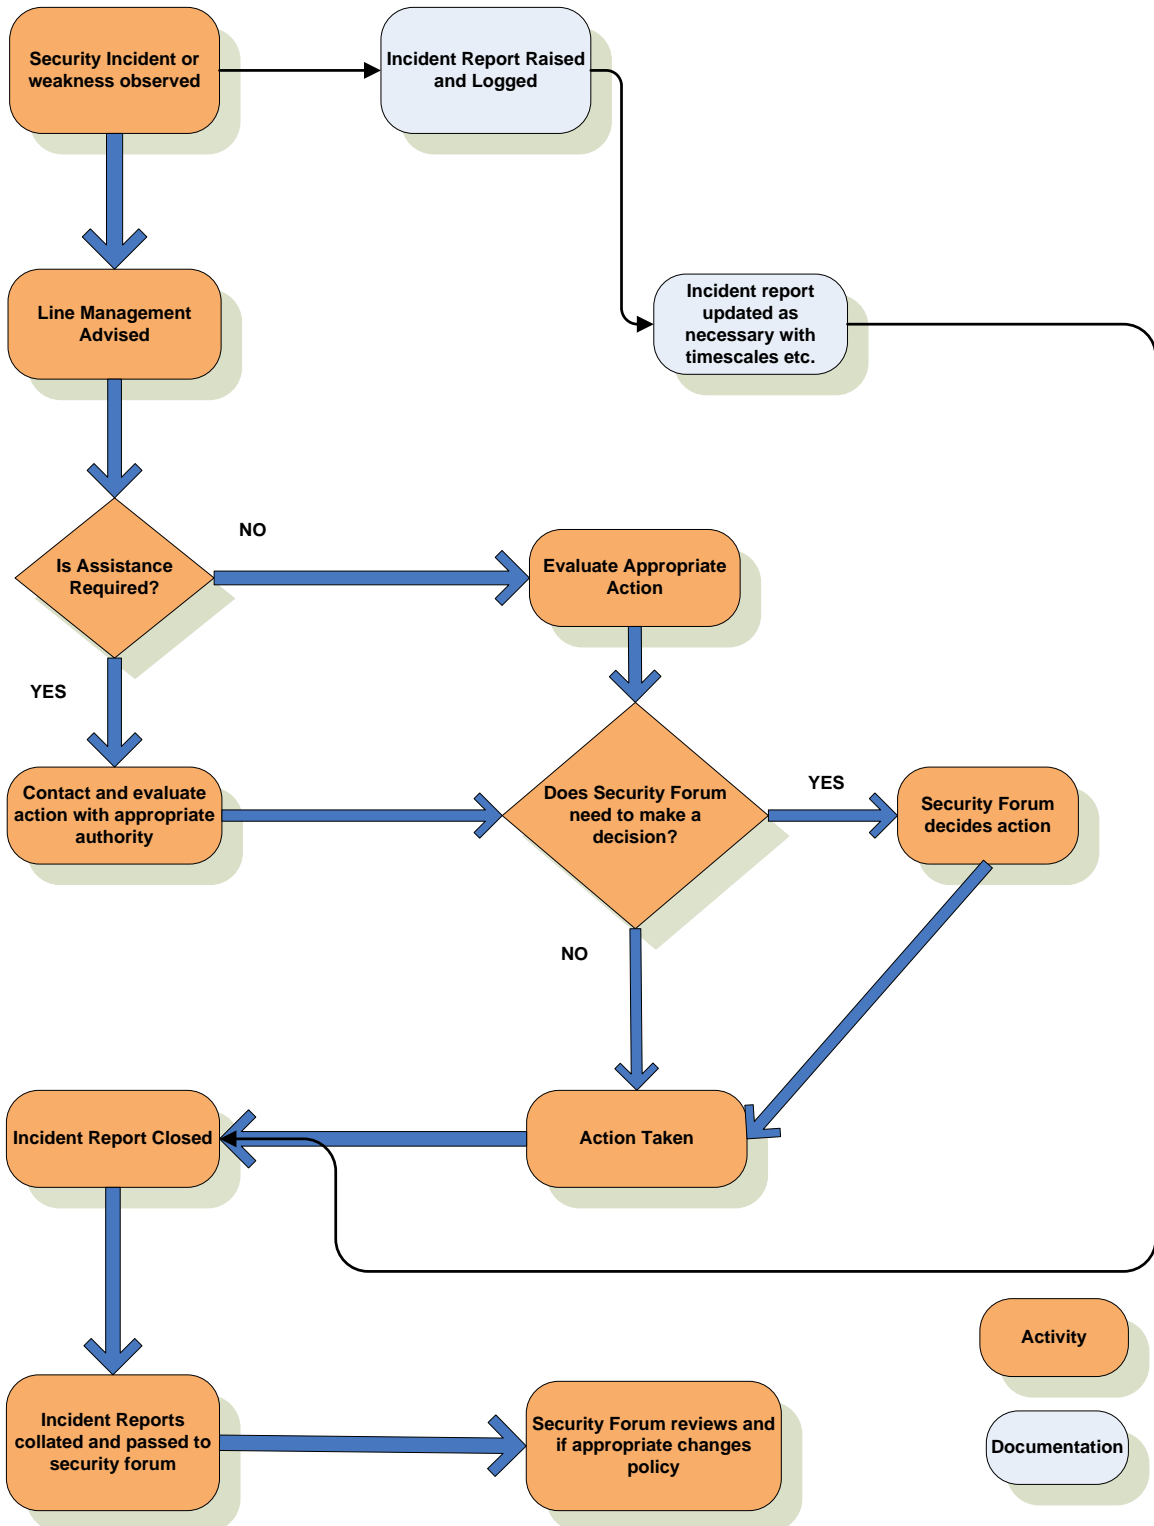 Security Incident or
weakness observed
Incident Report Raised
and Logged
Line Management
Advised
Incident report
updated as
necessary with
timescales etc.
Is Assistance
Required?
NO
Evaluate Appropriate
Action
YES
Contact and evaluate
action with appropriate
authority
Does Security Forum
need to make a
decision?
YES
Security Forum
decides action
NO
Incident Report Closed
Action Taken
Activity
Incident Reports
collated and passed to
security forum
Security Forum reviews and
if appropriate changes
policy
Documentation